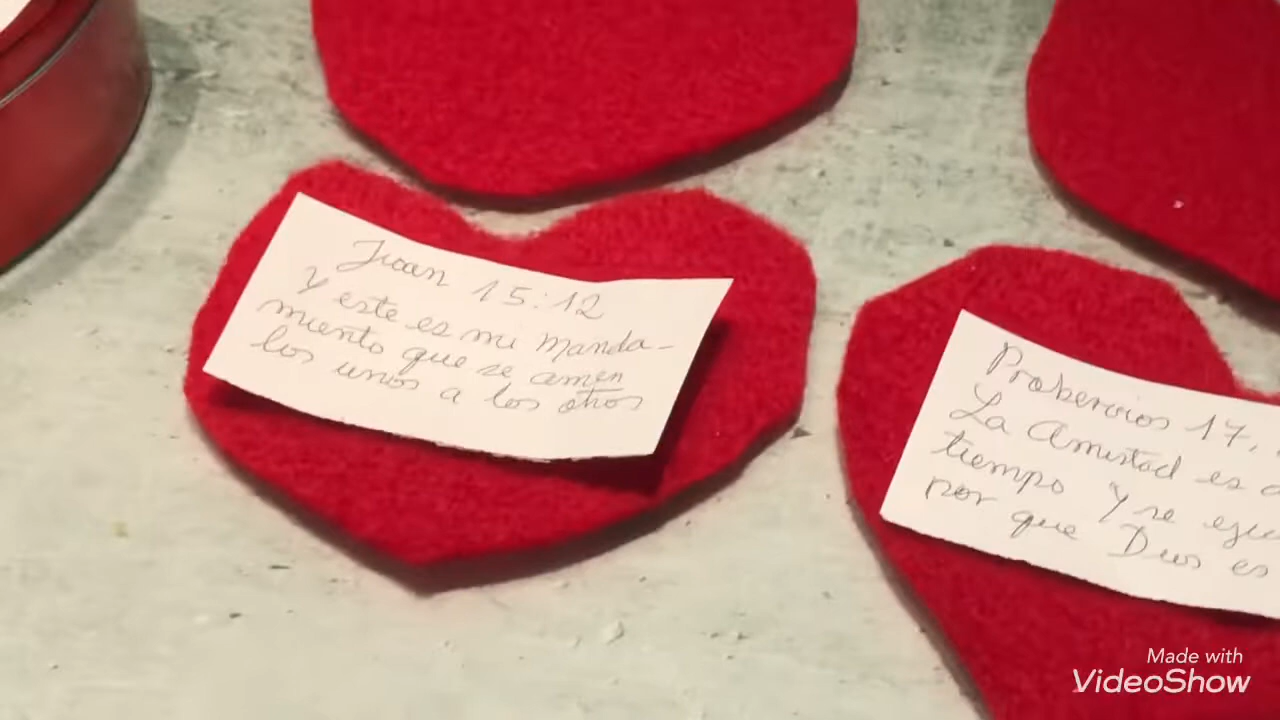 Juan 15:12
Y este es mi manda-
miento que se amen
los unos a los otros
Probervios 17,
La Amistad es
tiempo Y se
por que Dios es
Made with
VideoShow